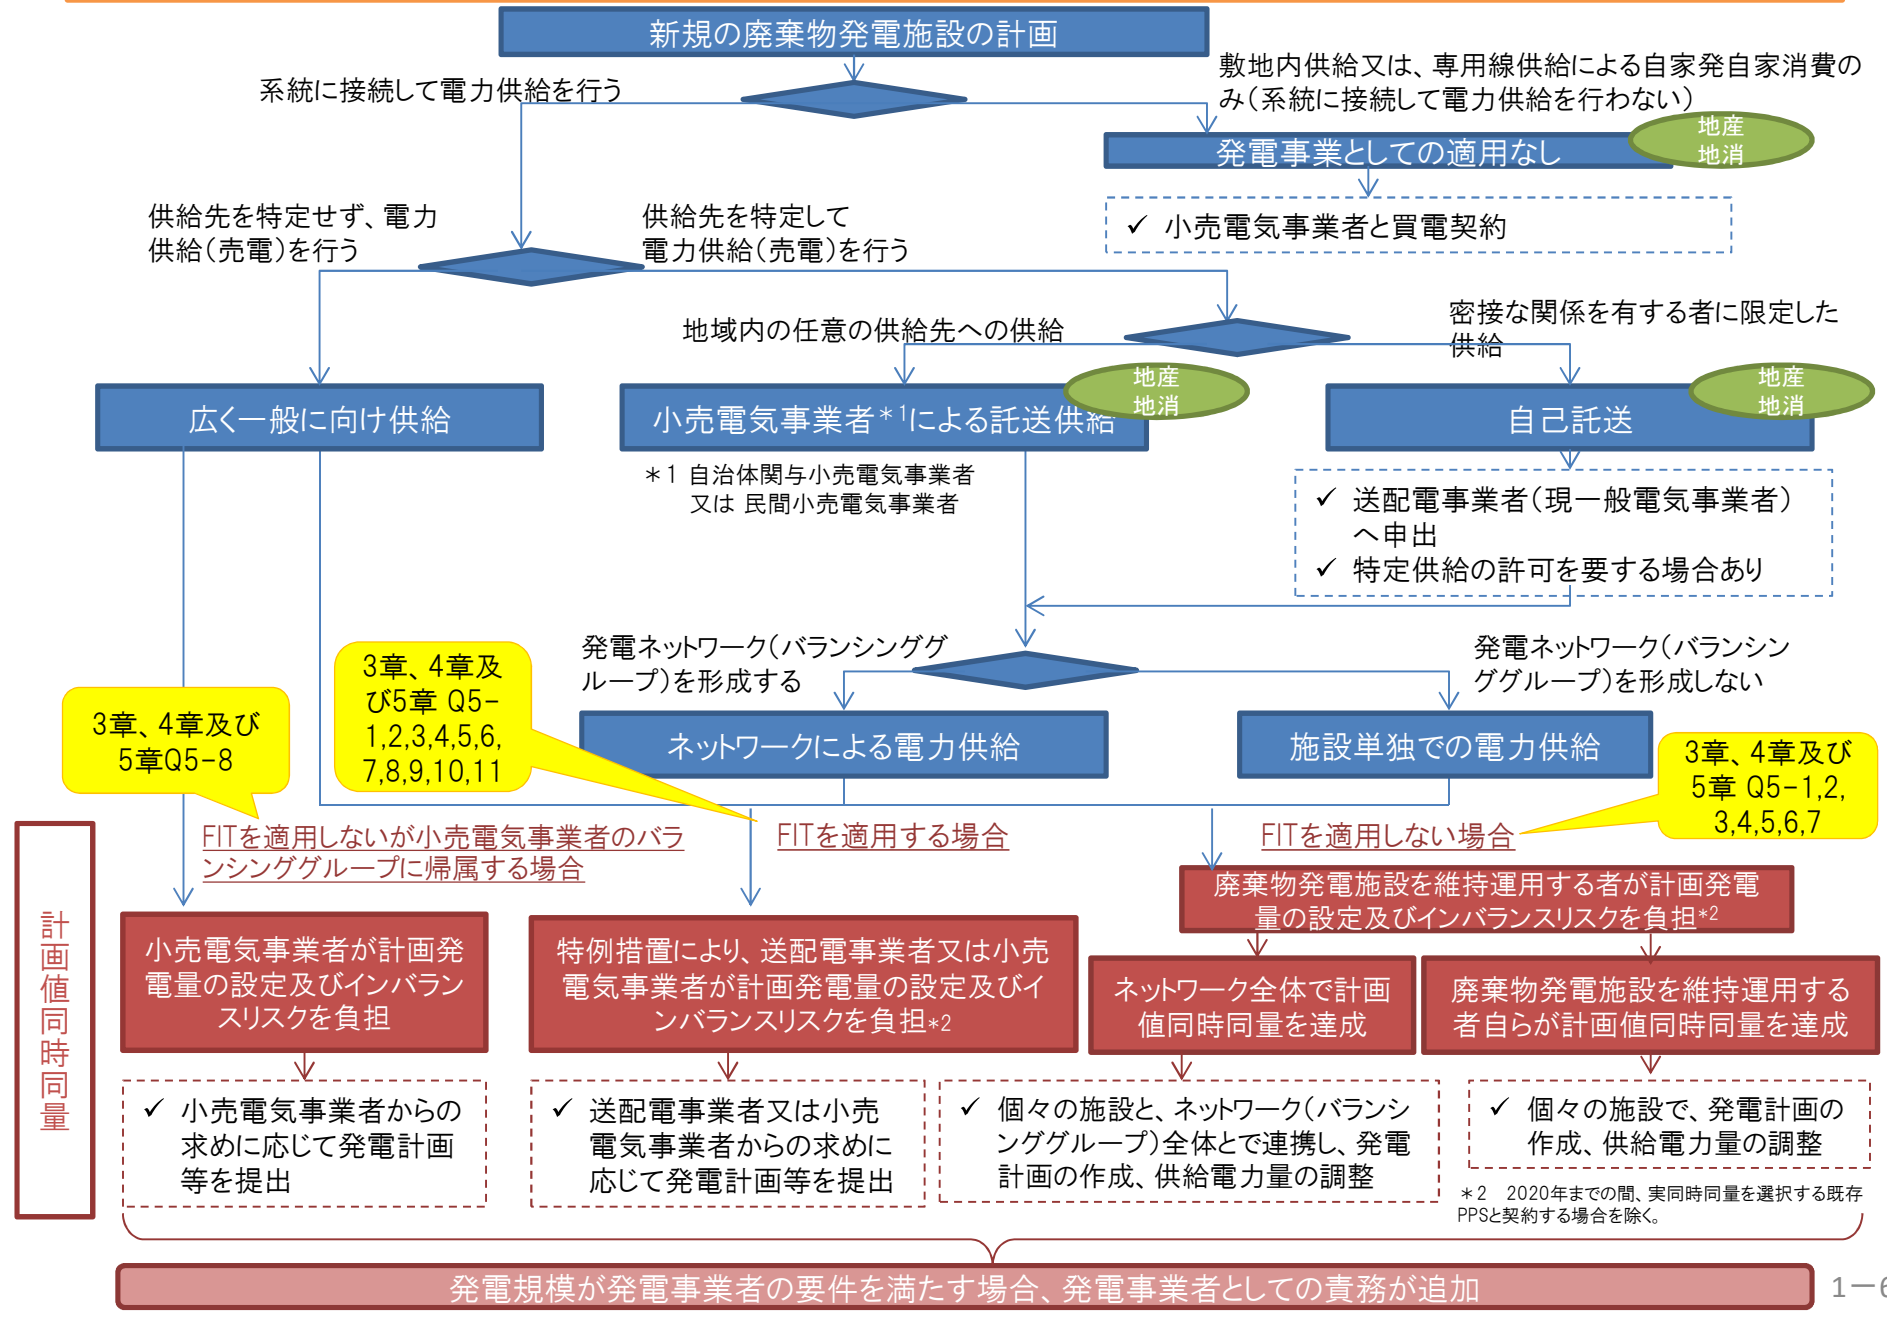 新規の廃棄物発電施設の計画
系統に接続して電力供給を行う
敷地内供給又は、専用線供給による自家発自家消費の
み(系統に接続して電力供給を行わない)
地産
地消
発電事業としての適用なし
✓ 小売電気事業者と買電契約
供給先を特定せず、電力
供給(売電)を行う
供給先を特定して
電力供給(売電)を行う
地域内の任意の供給先への供給
密接な関係を有する者に限定した
供給
広く一般に向け供給
小売電気事業者*1による託送供給
地産
地消
自己託送
地産
地消
*1 自治体関与小売電気事業者
又は 民間小売電気事業者
✓ 送配電事業者(現一般電気事業者)
へ申出
✓ 特定供給の許可を要する場合あり
発電ネットワーク(バランシンググ
ループ)を形成する
発電ネットワーク(バランシン
ググループ)を形成しない
3章、4章及び
5章Q5-8
3章、4章及
び5章 Q5-
1,2,3,4,5,6,
7,8,9,10,11
ネットワークによる電力供給
施設単独での電力供給
3章、4章及び
5章 Q5-1,2,
3,4,5,6,7
FITを適用しないが小売電気事業者のバラ
ンシンググループに帰属する場合
FITを適用する場合
FITを適用しない場合
計画値同時同量
廃棄物発電施設を維持運用する者が計画発電
量の設定及びインバランスリスクを負担*2
小売電気事業者が計画発
電量の設定及びインバラン
スリスクを負担
特例措置により、送配電事業者又は小売
電気事業者が計画発電量の設定及びイ
ンバランスリスクを負担*2
ネットワーク全体で計画
値同時同量を達成
廃棄物発電施設を維持運用する
者自らが計画値同時同量を達成
✓ 小売電気事業者からの
求めに応じて発電計画
等を提出
✓ 送配電事業者又は小売
電気事業者からの求めに
応じて発電計画等を提出
✓ 個々の施設と、ネットワーク(バランシ
ンググループ)全体とで連携し、発電
計画の作成、供給電力量の調整
✓ 個々の施設で、発電計画の
作成、供給電力量の調整
*2 2020年までの間、実同時同量を選択する既存
PPSと契約する場合を除く。
発電規模が発電事業者の要件を満たす場合、発電事業者としての責務が追加
1-6